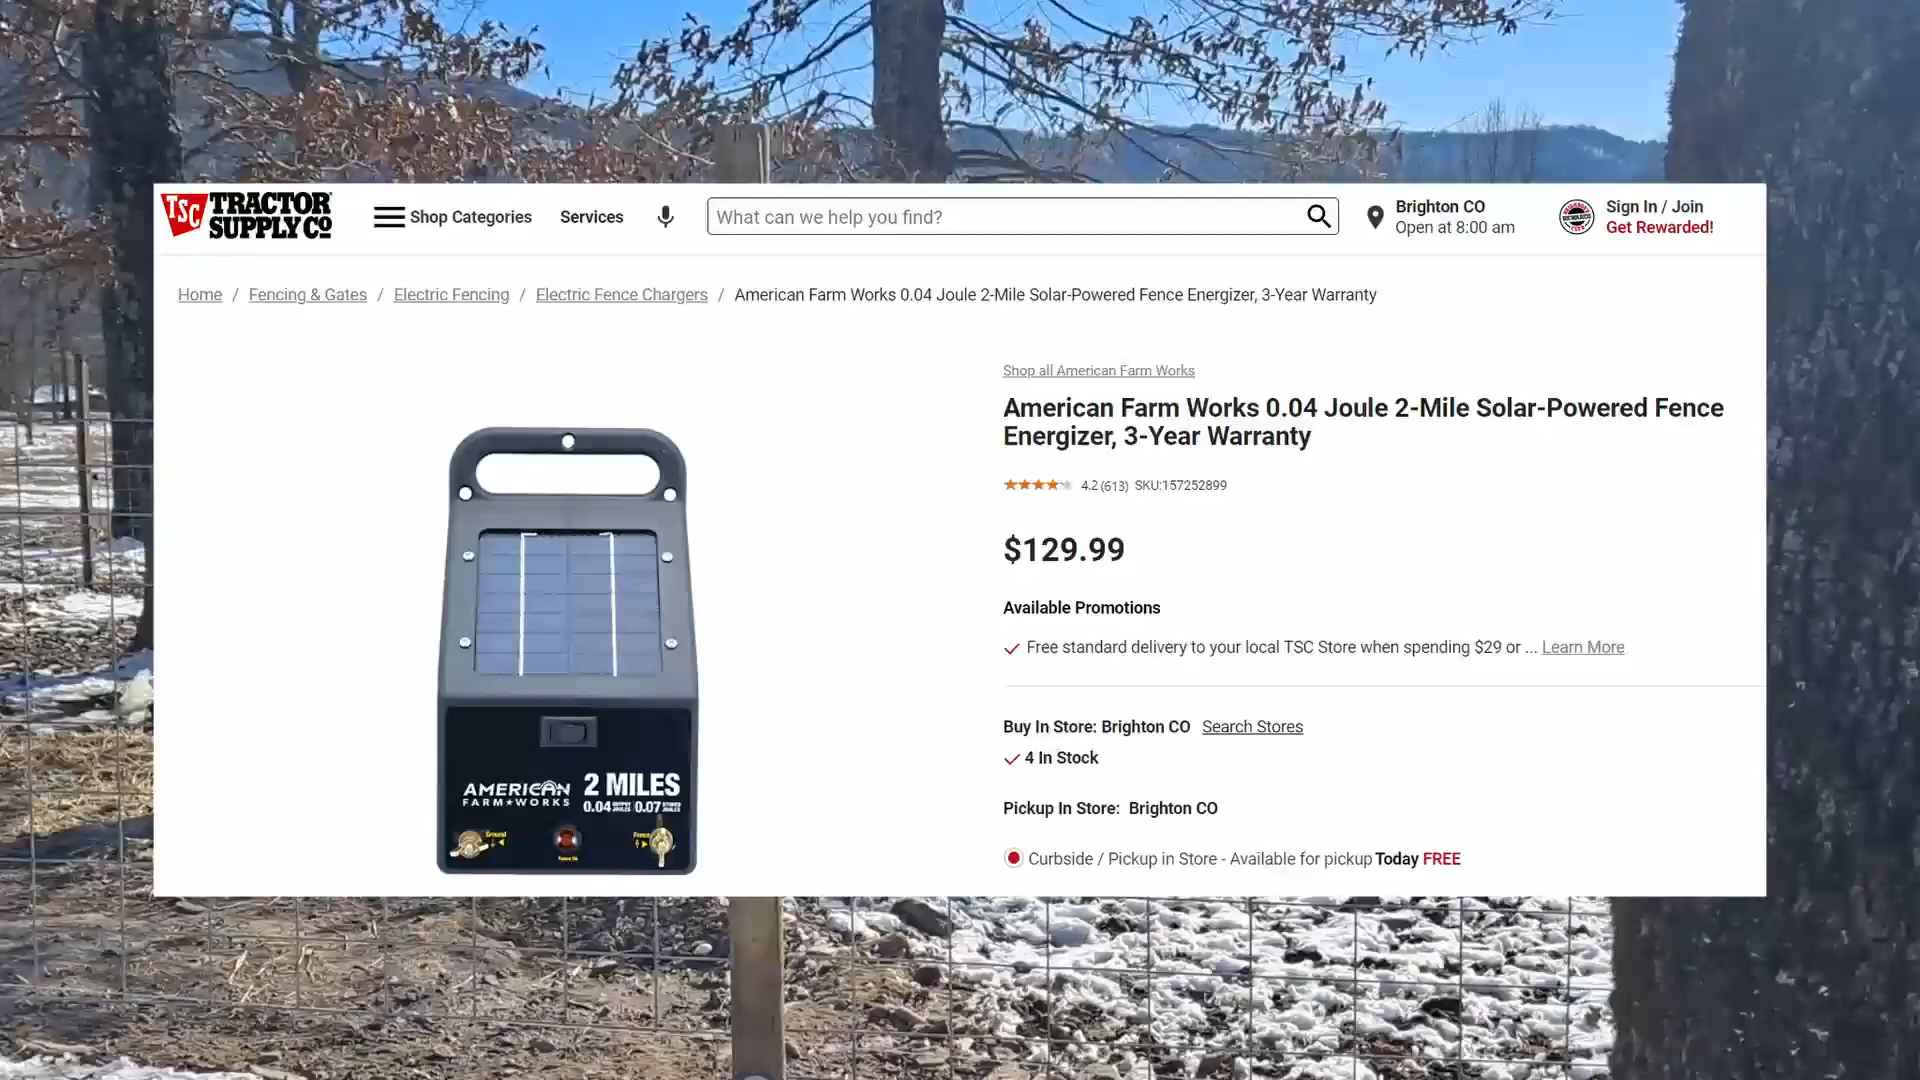 TSC TRACTOR
SUPPLY CO
Shop Categories
Services
What can we help you find?
Brighton CO
Open at 8:00 am
Sign In / Join
Get Rewarded!
Home / Fencing & Gates / Electric Fencing / Electric Fence Chargers / American Farm Works 0.04 Joule 2-Mile Solar-Powered Fence Energizer, 3-Year Warranty
Shop all American Farm Works
American Farm Works 0.04 Joule 2-Mile Solar-Powered Fence
Energizer, 3-Year Warranty
4.2 (613) SKU:157252899
$129.99
Available Promotions
Free standard delivery to your local TSC Store when spending $29 or ... Learn More
Buy In Store: Brighton CO Search Stores
4 In Stock
Pickup In Store: Brighton CO
Curbside / Pickup in Store - Available for pickup Today FREE
AMERICAN
FARM★WORKS
2 MILES
0.04 OUTPUT JOULES 0.07 STORED JOULES
Ground
Fence